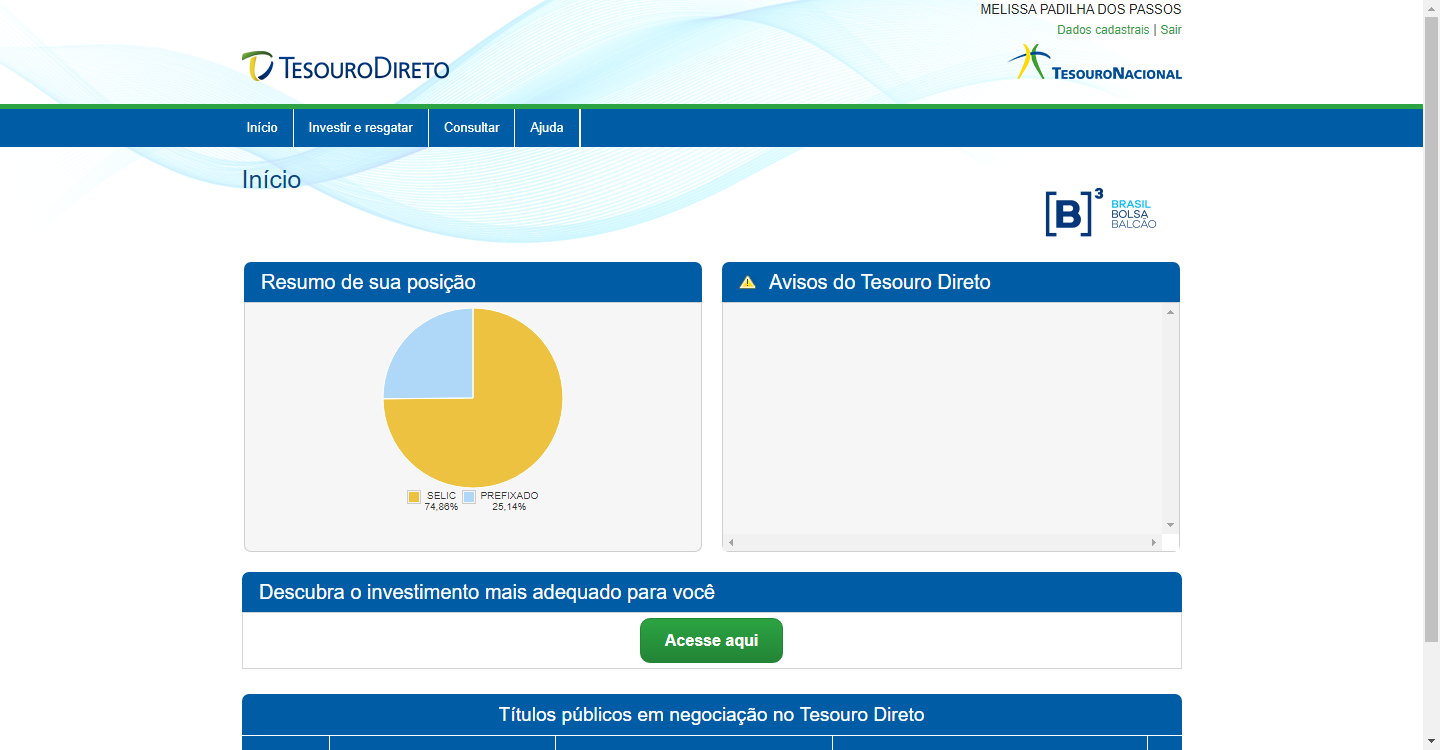 MELISSA PADILHA DOS PASSOS
Dados cadastrais | Sair
TESOURODIRETO
TESOURONACIONAL
Início
Investir e resgatar
Consultar
Ajuda
Início
[B]³ BRASIL
BOLSA
BALCÃO
Resumo de sua posição
Avisos do Tesouro Direto
SELIC PREFIXADO
74,86% 25,14%
Descubra o investimento mais adequado para você
Acesse aqui
Títulos públicos em negociação no Tesouro Direto